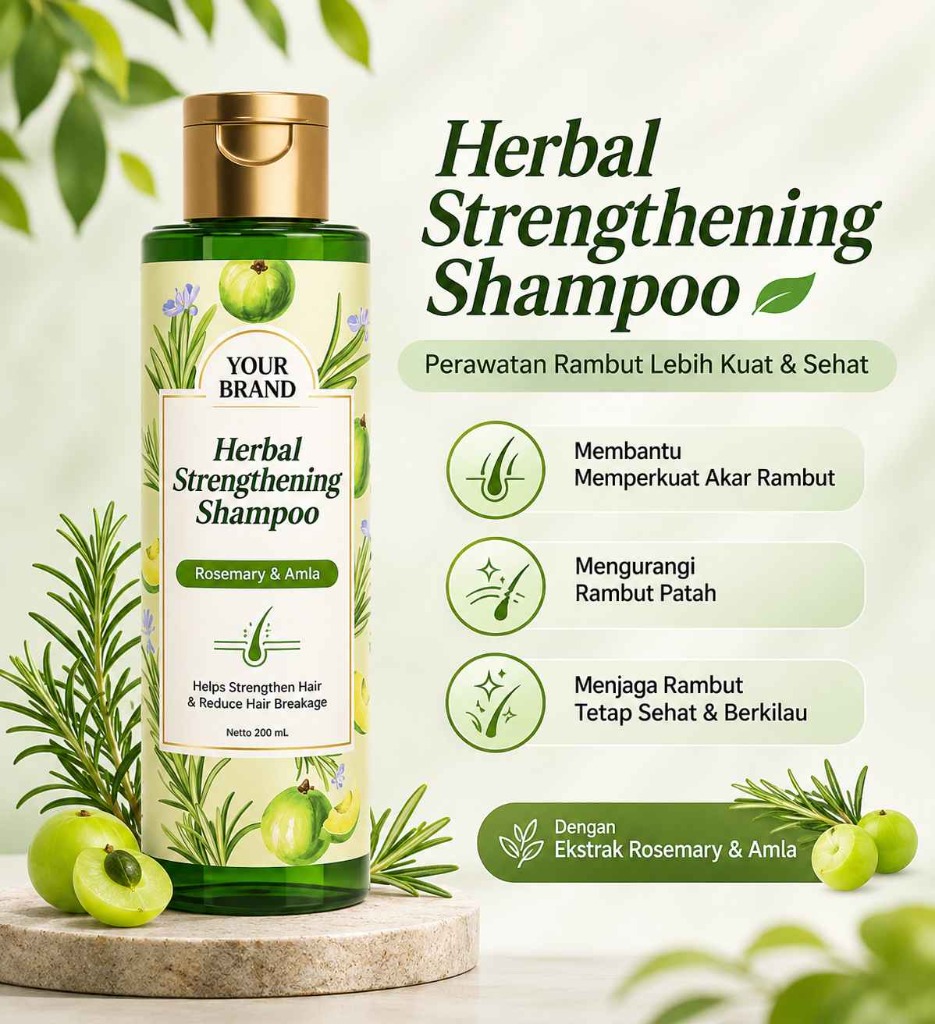 Herbal
Strengthening
Shampoo
Perawatan Rambut Lebih Kuat & Sehat
Membantu
Memperkuat Akar Rambut
Mengurangi
Rambut Patah
Menjaga Rambut
Tetap Sehat & Berkilau
Dengan
Ekstrak Rosemary & Amla
YOUR
BRAND
Herbal
Strengthening
Shampoo
Rosemary & Amla
Helps Strengthen Hair
& Reduce Hair Breakage
Netto 200 mL